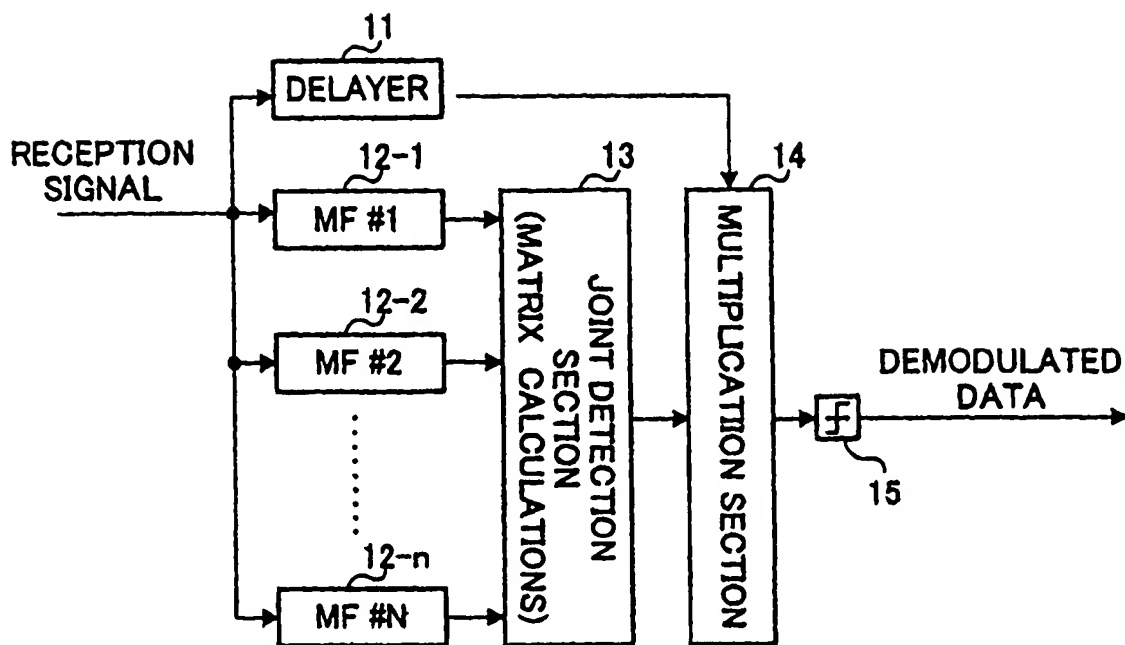 11
DELAYER
RECEPTION
SIGNAL
12-1
MF #1
12-2
MF #2
12-n
MF #N
13
JOINT DETECTION
SECTION
(MATRIX CALCULATIONS)
14
MULTIPLICATIION SECTION
15
DEMODULATED
DATA